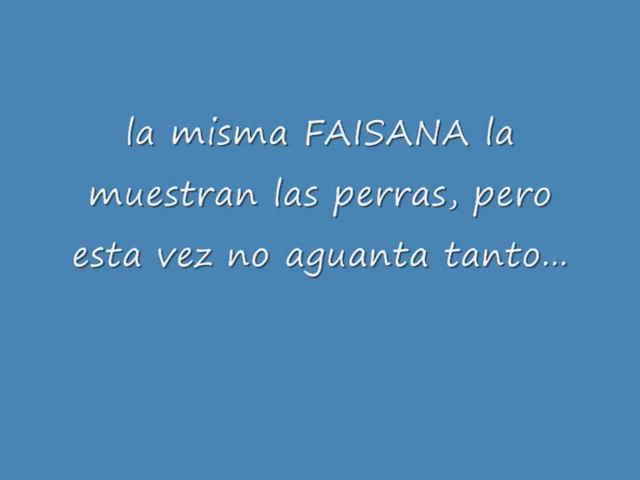 la misma FAISANA la
muestran las perras, pero
esta vez no aguanta tanto...